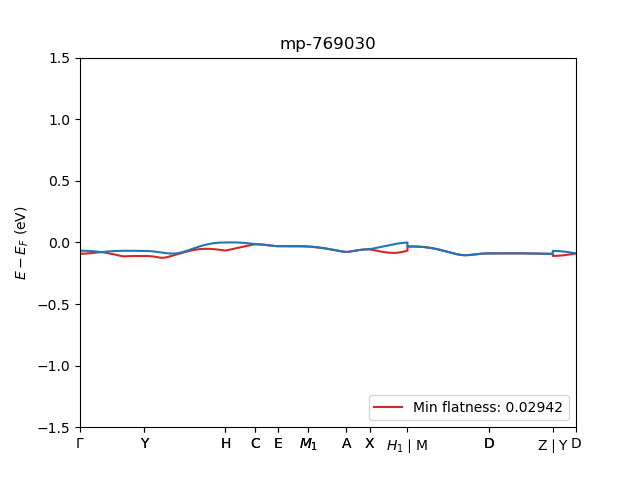 mp-769030
E − E_F (eV)
1.5
1.0
0.5
0.0
−0.5
−1.0
−1.5
Min flatness: 0.02942
Γ Y H C E M_1 A X H_1 | M D Z | Y D